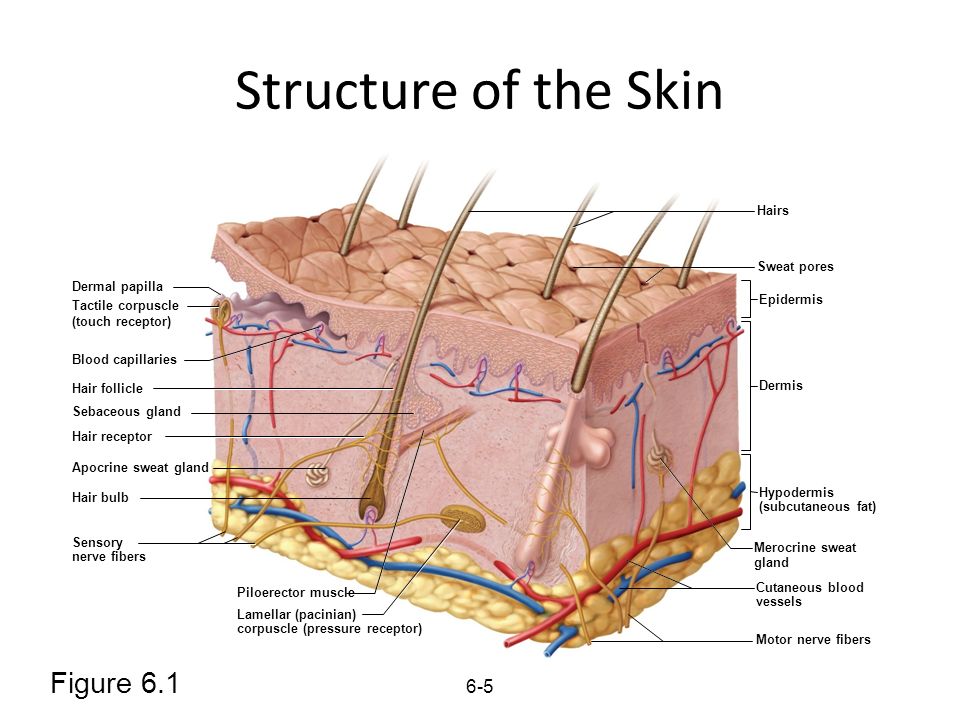 Structure of the Skin
Hairs
Sweat pores
Epidermis
Dermis
Hypodermis
(subcutaneous fat)
Merocrine sweat
gland
Cutaneous blood
vessels
Motor nerve fibers
Dermal papilla
Tactile corpuscle
(touch receptor)
Blood capillaries
Hair follicle
Sebaceous gland
Hair receptor
Apocrine sweat gland
Hair bulb
Sensory
nerve fibers
Piloerector muscle
Lamellar (pacinian)
corpuscle (pressure receptor)
Figure 6.1
6-5